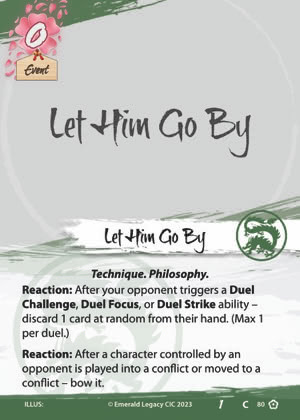 0
Event
Let Him Go By
Let Him Go By
Technique. Philosophy.
Reaction: After your opponent triggers a Duel
Challenge, Duel Focus, or Duel Strike ability –
discard 1 card at random from their hand. (Max 1
per duel.)
Reaction: After a character controlled by an
opponent is played into a conflict or moved to a
conflict – bow it.
ILLUS: © Emerald Legacy CIC 2023 1 C 80